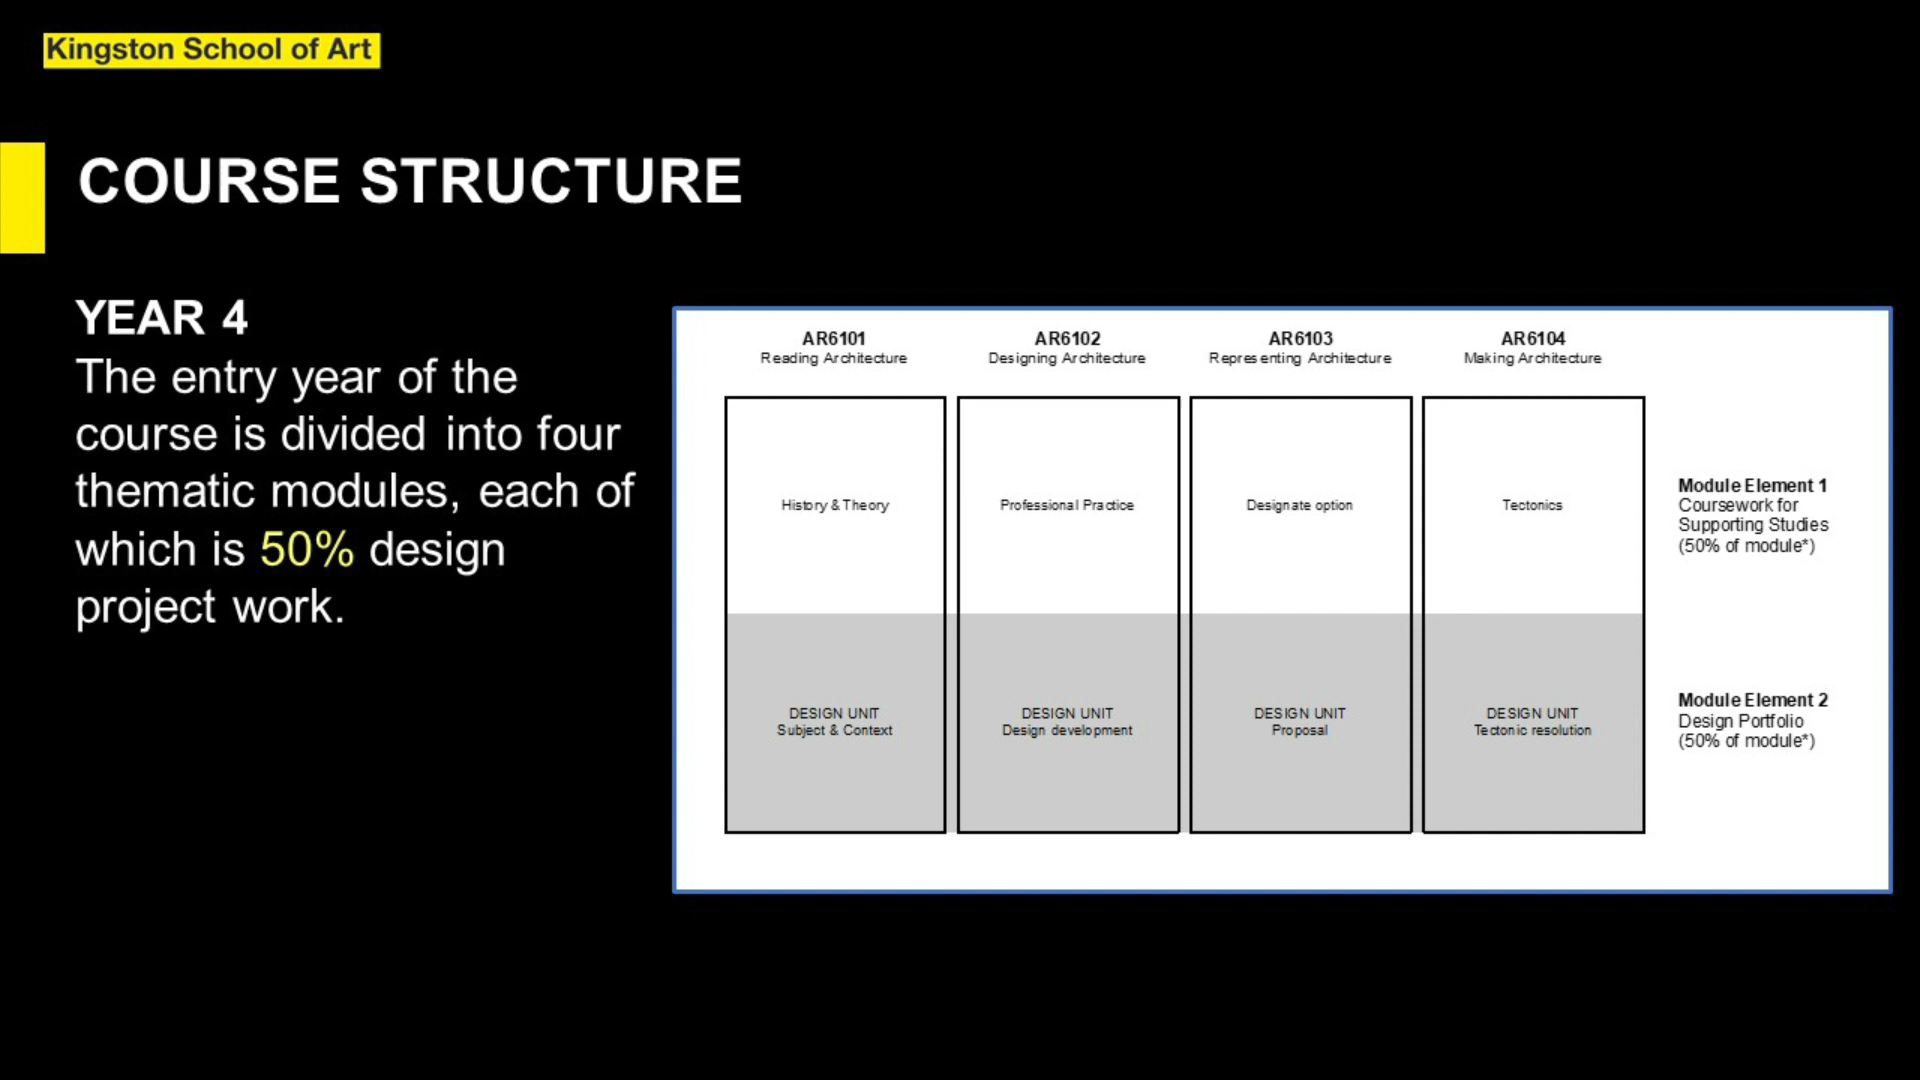 Kingston School of Art
COURSE STRUCTURE
YEAR 4
The entry year of the
course is divided into four
thematic modules, each of
which is 50% design
project work.
AR6101
Reading Architecture
AR6102
Designing Architecture
AR6103
Representing Architecture
AR6104
Making Architecture
History & Theory
Professional Practice
Designate option
Tectonics
Module Element 1
Coursework for
Supporting Studies
(50% of module*)
DESIGN UNIT
Subject & Context
DESIGN UNIT
Design development
DESIGN UNIT
Proposal
DESIGN UNIT
Tectonic resolution
Module Element 2
Design Portfolio
(50% of module*)